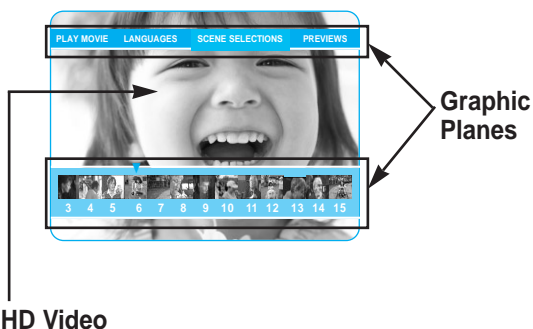 PLAY MOVIE LANGUAGES SCENE SELECTIONS PREVIEWS
Graphic
Planes
3 4 5 6 7 8 9 10 11 12 13 14 15
HD Video